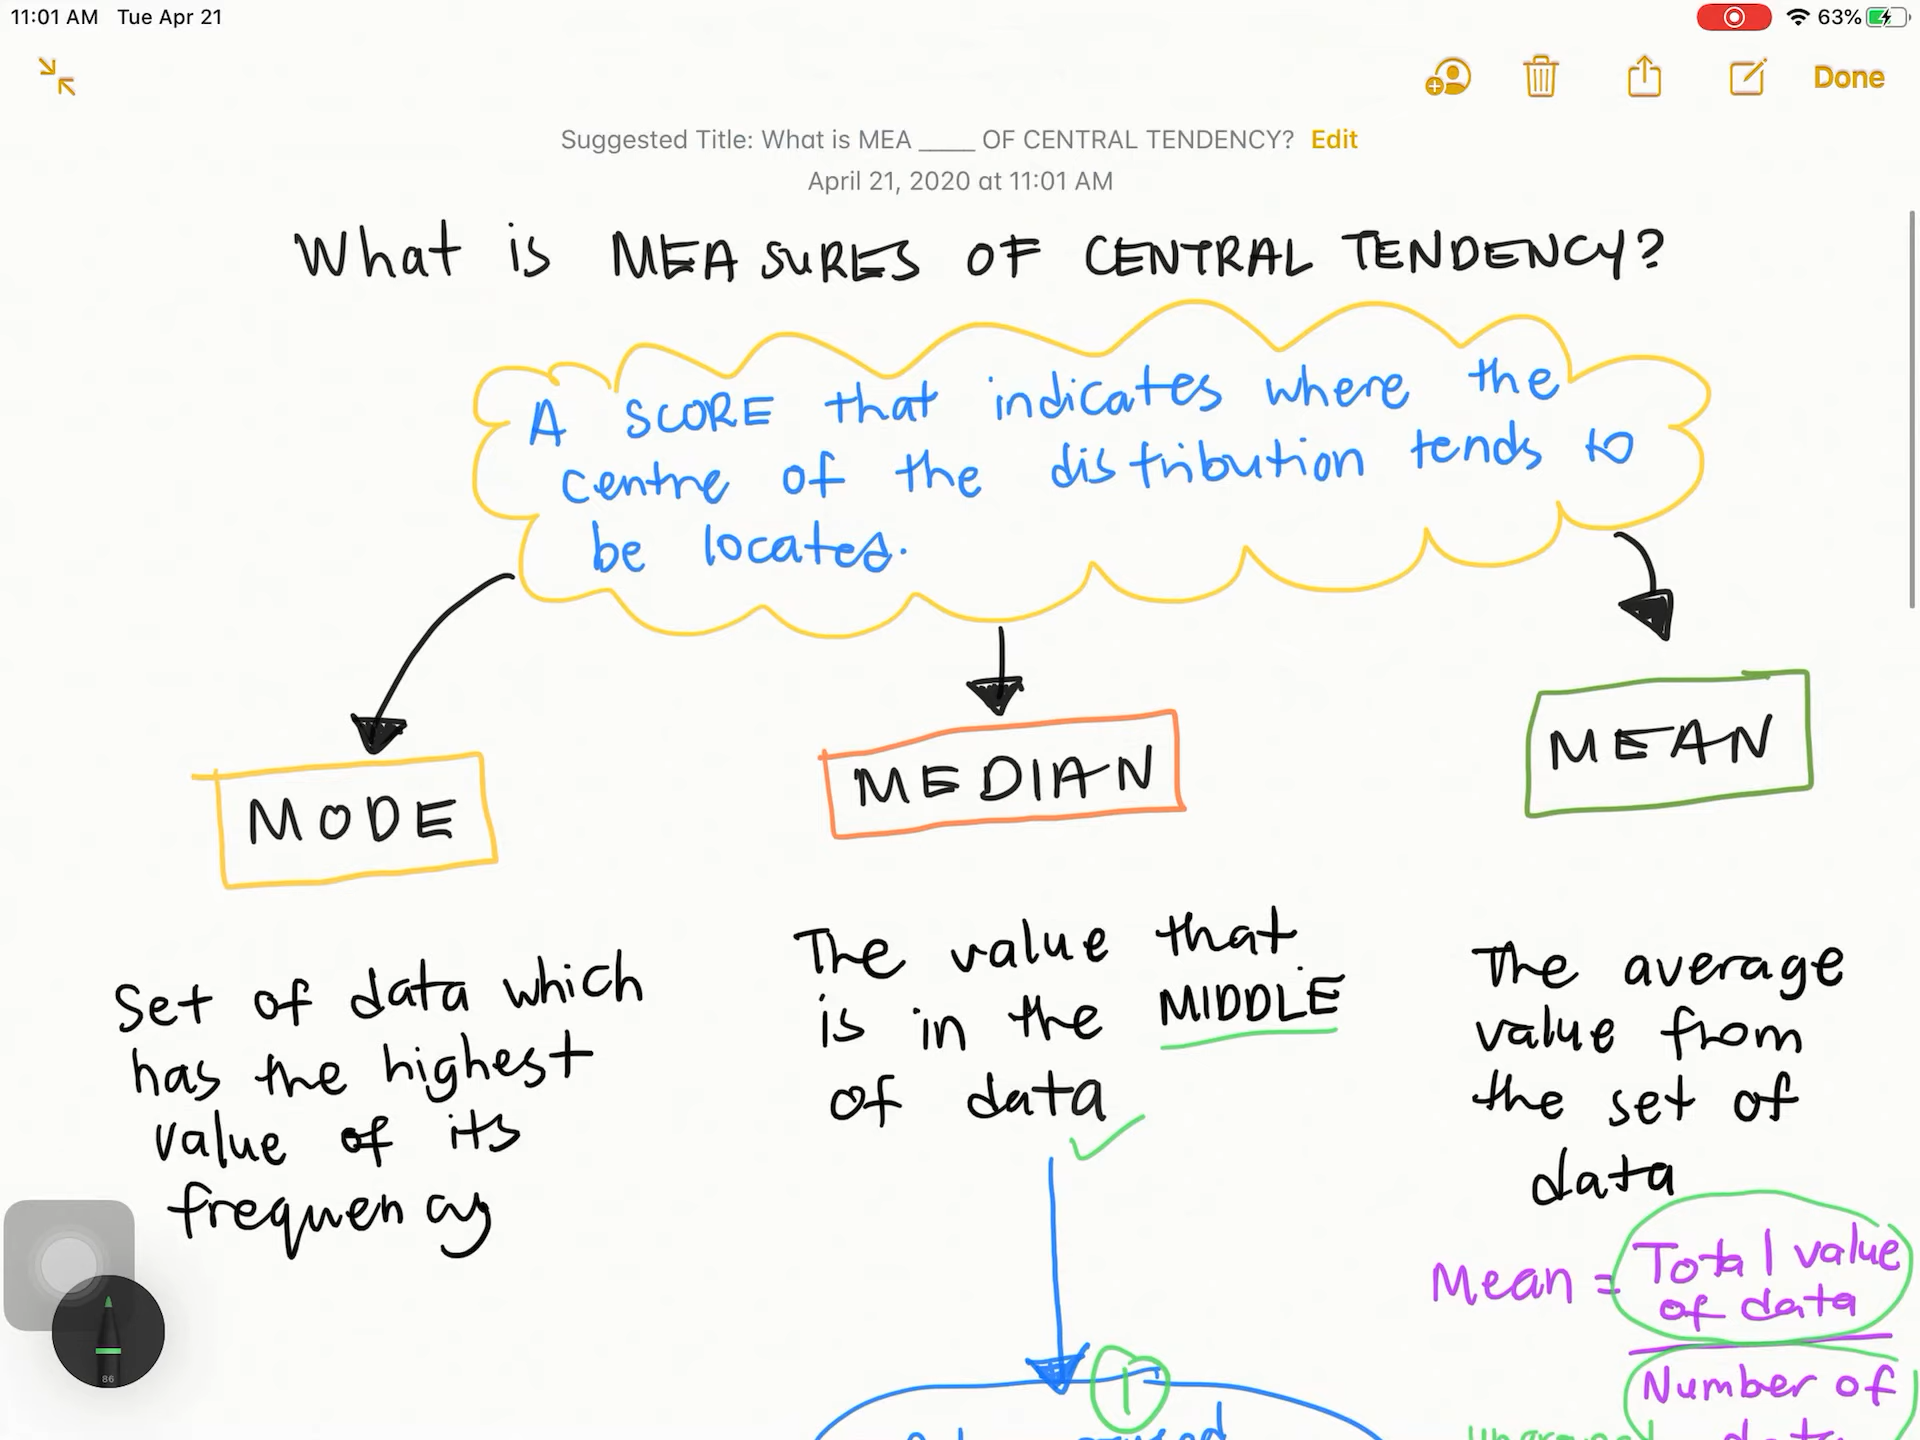 11:01 AM Tue Apr 21
63%
Done
Suggested Title: What is MEA _____ OF CENTRAL TENDENCY? Edit
April 21, 2020 at 11:01 AM
What is MEASURES OF CENTRAL TENDENCY?
A SCORE that indicates where the
centre of the distribution tends to
be located.
MODE
MEDIAN
MEAN
Set of data which
has the highest
value of its
frequency
The value that
is in the MIDDLE
of data
The average
value from
the set of
data
Mean = Total value
of data
Number of
data
1
86